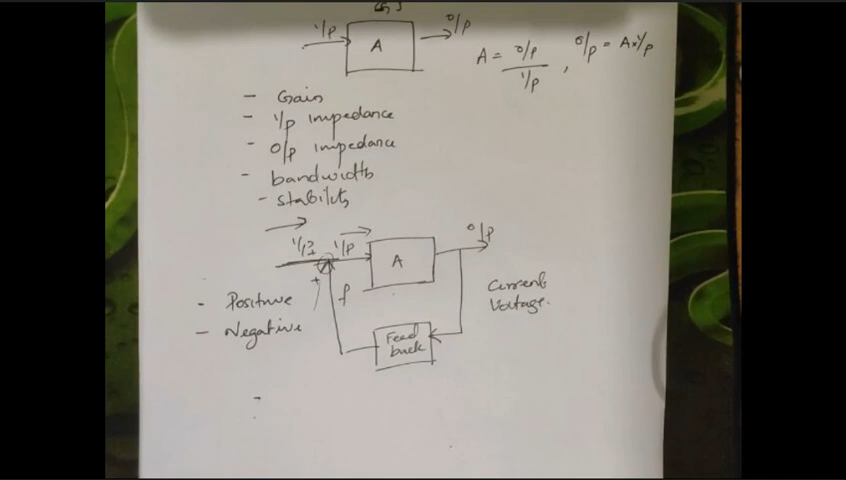 i/p A o/p
A = o/p / i/p , o/p = A x i/p
- Gain
- i/p impedance
- o/p impedance
- bandwidth
- stability
i/p A o/p
+ f
Current
Voltage.
- Positive
- Negative
Feed
back